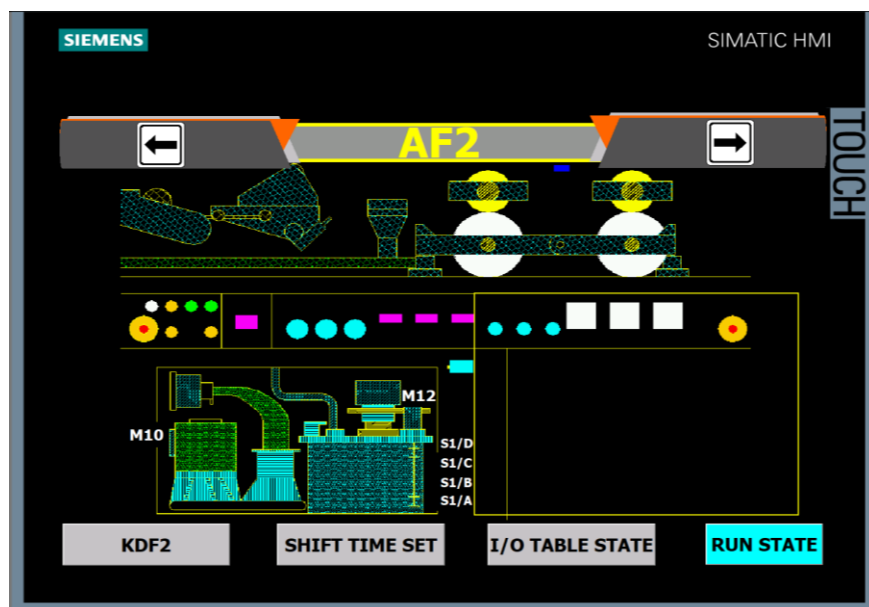 SIEMENS
SIMATIC HMI
TOUCH
AF2
M12
M10
S1/D
S1/C
S1/B
S1/A
KDF2
SHIFT TIME SET
I/O TABLE STATE
RUN STATE